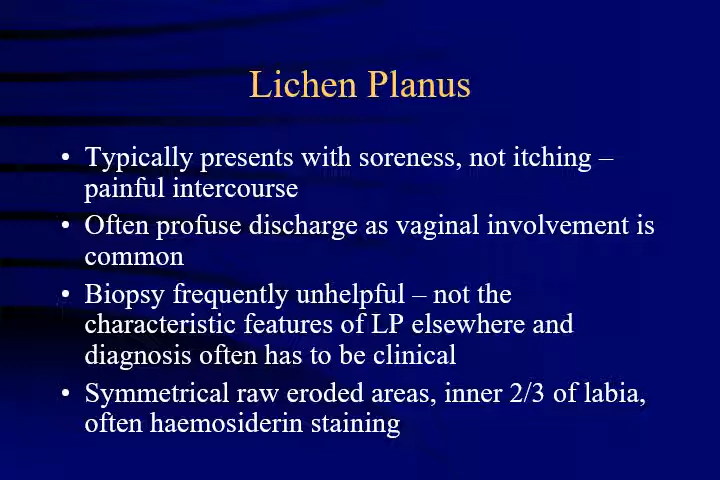 Lichen Planus
• Typically presents with soreness, not itching –
painful intercourse
• Often profuse discharge as vaginal involvement is
common
• Biopsy frequently unhelpful – not the
characteristic features of LP elsewhere and
diagnosis often has to be clinical
• Symmetrical raw eroded areas, inner 2/3 of labia,
often haemosiderin staining